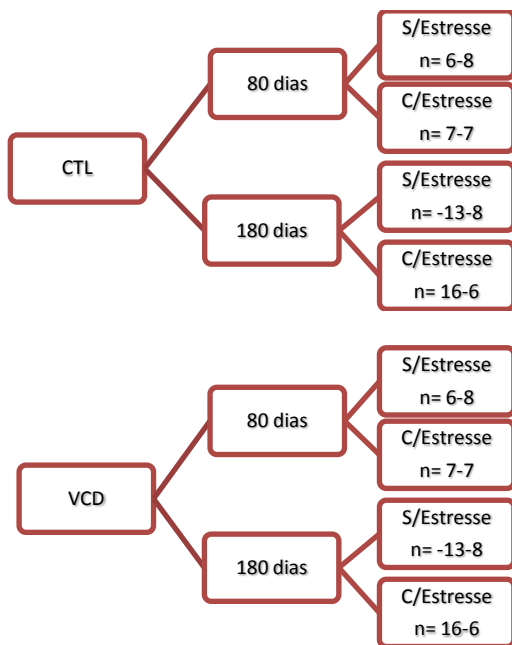 CTL
80 dias
S/Estresse
n= 6-8
C/Estresse
n= 7-7
180 dias
S/Estresse
n= -13-8
C/Estresse
n= 16-6
VCD
80 dias
S/Estresse
n= 6-8
C/Estresse
n= 7-7
180 dias
S/Estresse
n= -13-8
C/Estresse
n= 16-6